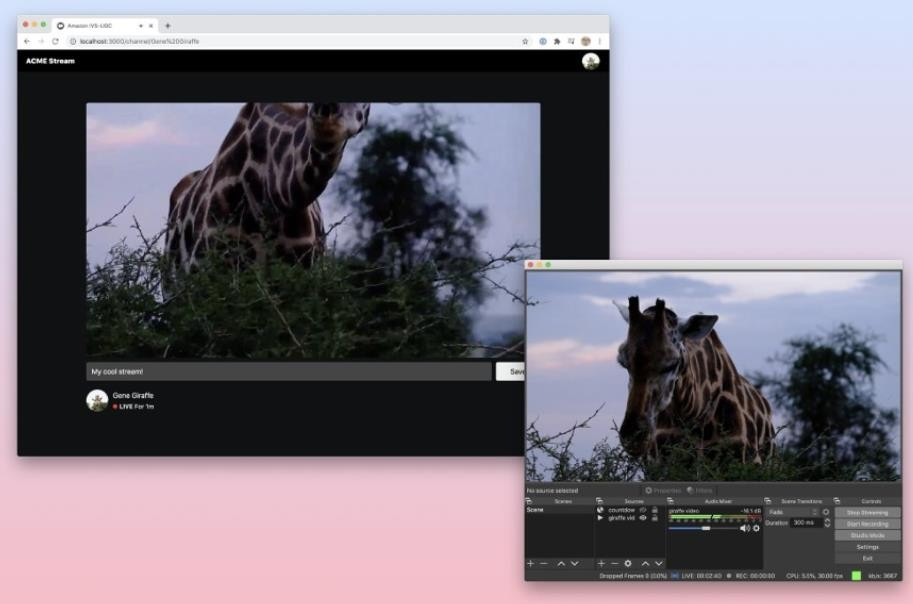 Amazon IVS-UGC
localhost:3000/channel/Gene%20Giraffe
ACME Stream
My cool stream!
Save
Gene Giraffe
LIVE For 1m
No source selected
Properties
Filters
Scenes
Sources
Audio Mixer
Scene Transitions
Controls
Scene
countdow
giraffe vid
giraffe video
-16.1 dB
Fade
Duration
300 ms
Stop Streaming
Start Recording
Studio Mode
Settings
Exit
Dropped Frames 0 (0.0%)
LIVE: 00:02:40
REC: 00:00:00
CPU: 5.0%, 30.00 fps
kb/s: 3667